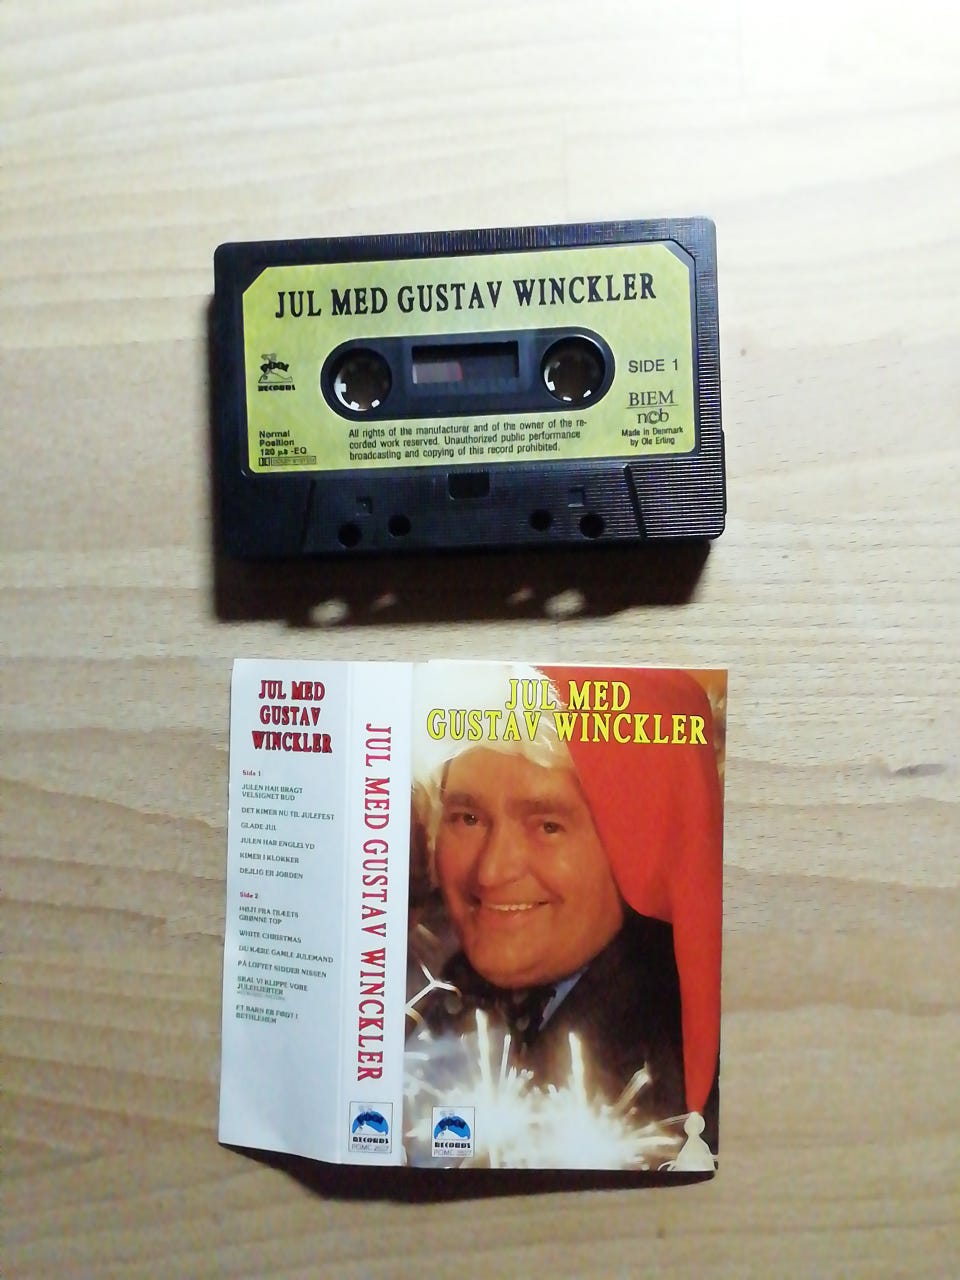 JUL MED GUSTAV WINCKLER
POOL
RECORDS
SIDE 1
BIEM
ncb
Made in Denmark
by Ole Erling
Normal
Position
120 µs -EQ
DOLBY SYSTEM
All rights of the manufacturer and of the owner of the re-
corded work reserved. Unauthorized public performance
broadcasting and copying of this record prohibited.
JUL MED
GUSTAV
WINCKLER
Side 1
JULEN HAR BRAGT
VELSIGNET BUD
DET KIMER NU TIL JULEFEST
GLADE JUL
JULEN HAR ENGLELYD
KIMER I KLOKKER
DEJLIG ER JORDEN
Side 2
HØJT FRA TRÆETS
GRØNNE TOP
WHITE CHRISTMAS
DU KÆRE GAMLE JULEMAND
PÅ LOFTET SIDDER NISSEN
SKAL VI KLIPPE VORE
JULEHJERTER
ET BARN ER FØDT I
BETHLEHEM
JUL MED GUSTAV WINCKLER
RECORDS
JUL MED
GUSTAV WINCKLER
RECORDS